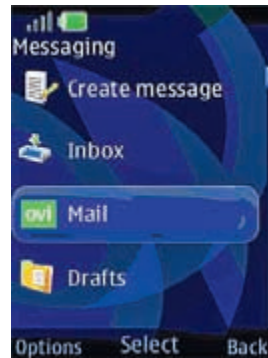 Messaging
Create message
Inbox
ovi Mail
Drafts
Options Select Back